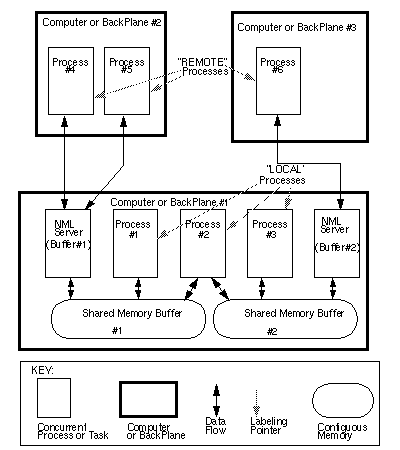 Computer or BackPlane #2
Computer or BackPlane #3
Process
#4
Process
#5
"REMOTE"
Processes
Process
#6
"LOCAL'
Processes
Computer or BackPlane #1
NML
Server
(Buffer#1)
Process
#1
Process
#2
Process
#3
NML
Server
(Buffer#2)
Shared Memory Buffer
#1
Shared Memory Buffer
#2
KEY:
Concurrent
Process or Task
Computer
or BackPlane
Data
Flow
Labeling
Pointer
Contiguous
Memory